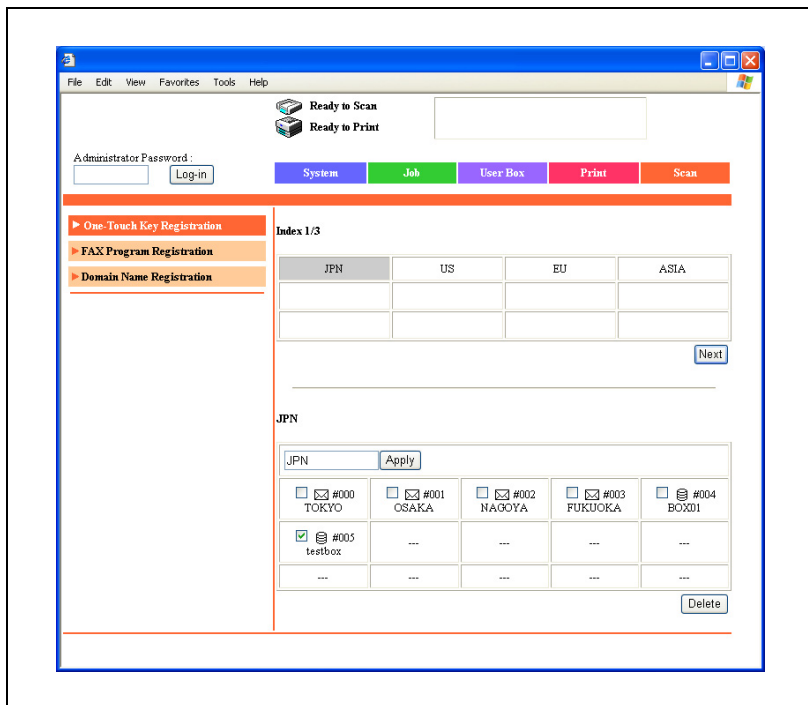 File Edit View Favorites Tools Help
Ready to Scan
Ready to Print
Administrator Password :
Log-in
System Job User Box Print Scan
One-Touch Key Registration
FAX Program Registration
Domain Name Registration
Index 1/3
JPN US EU ASIA
Next
JPN
JPN Apply
#000 #001 #002 #003 #004
TOKYO OSAKA NAGOYA FUKUOKA BOX01
#005
testbox --- --- --- ---
--- --- --- --- ---
Delete